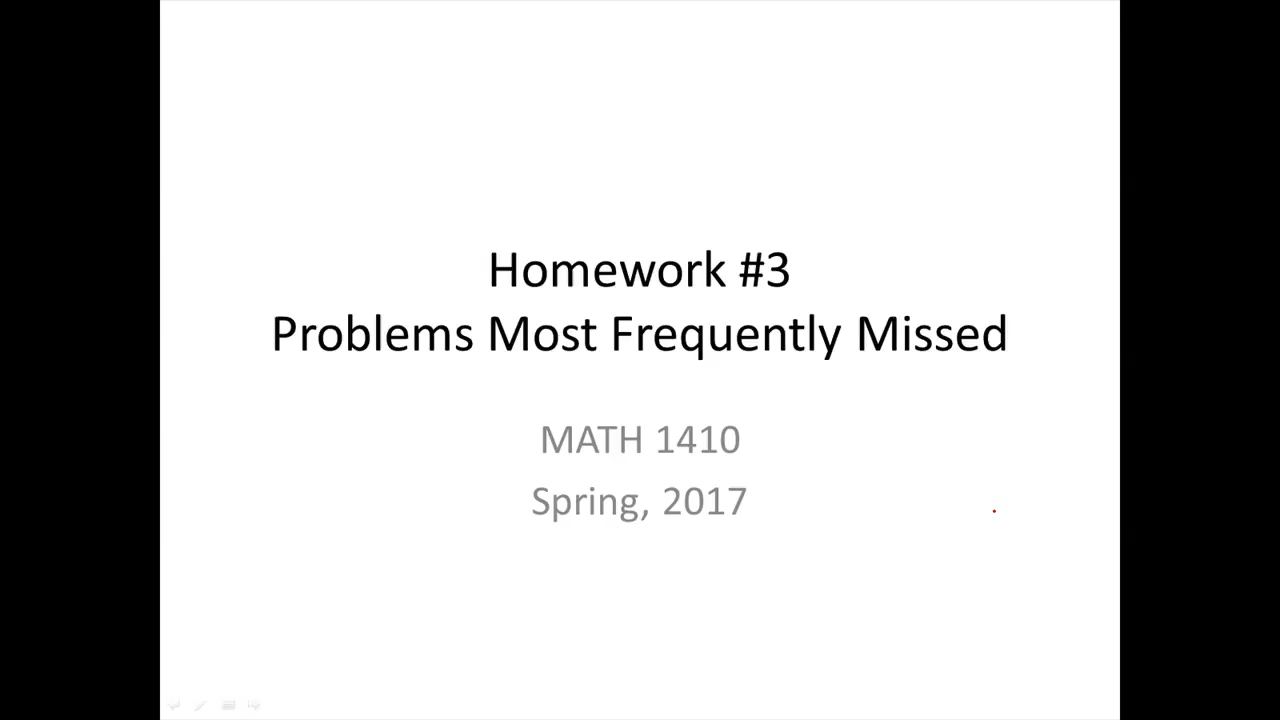 Homework #3
Problems Most Frequently Missed
MATH 1410
Spring, 2017